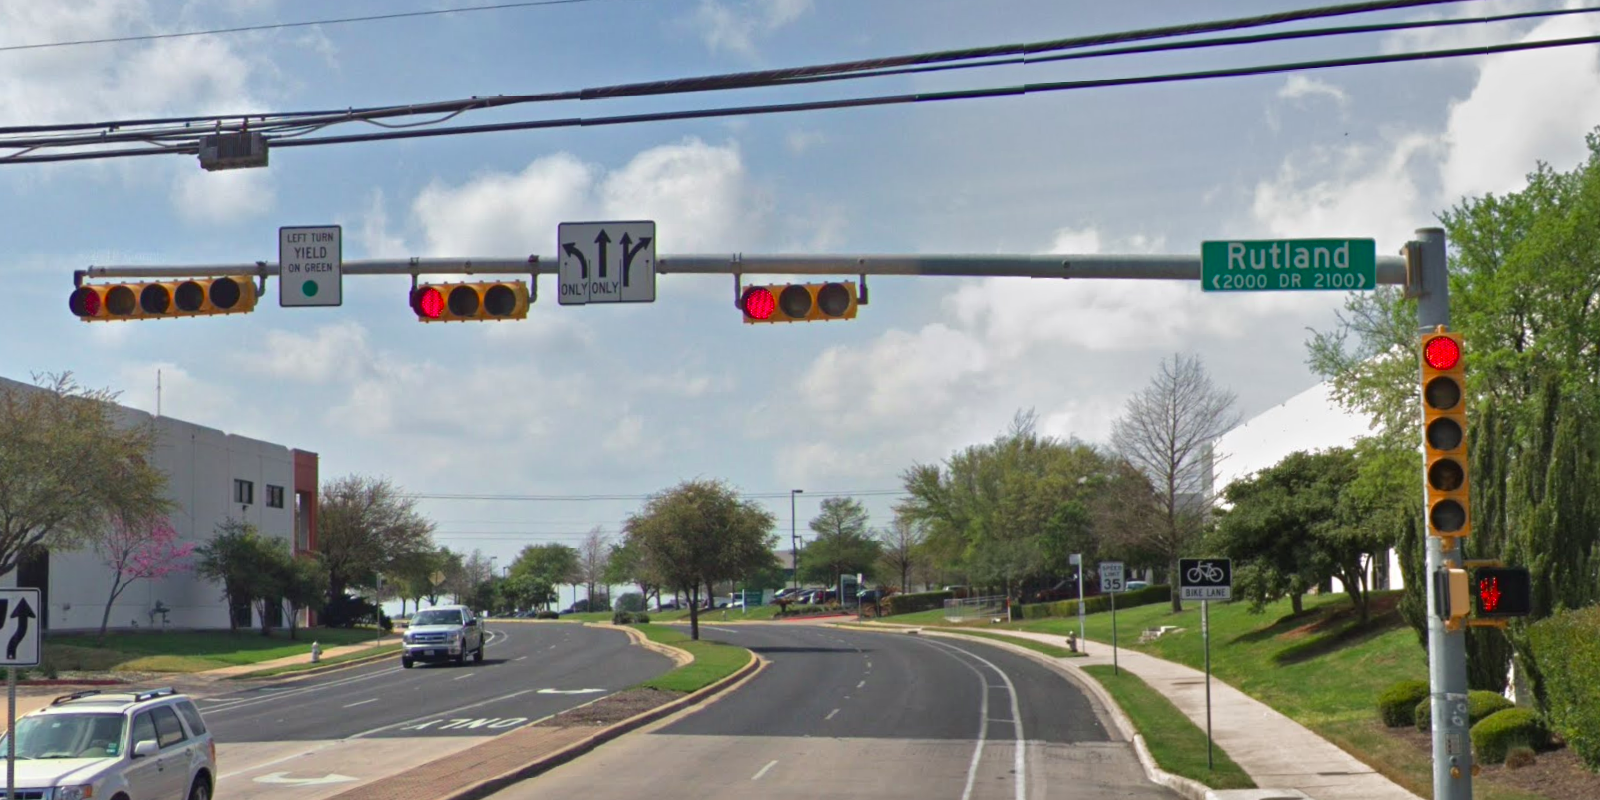 LEFT TURN
YIELD
ON GREEN
ONLY ONLY
Rutland
2000 DR 2100
SPEED
LIMIT
35
BIKE LANE
ONLY